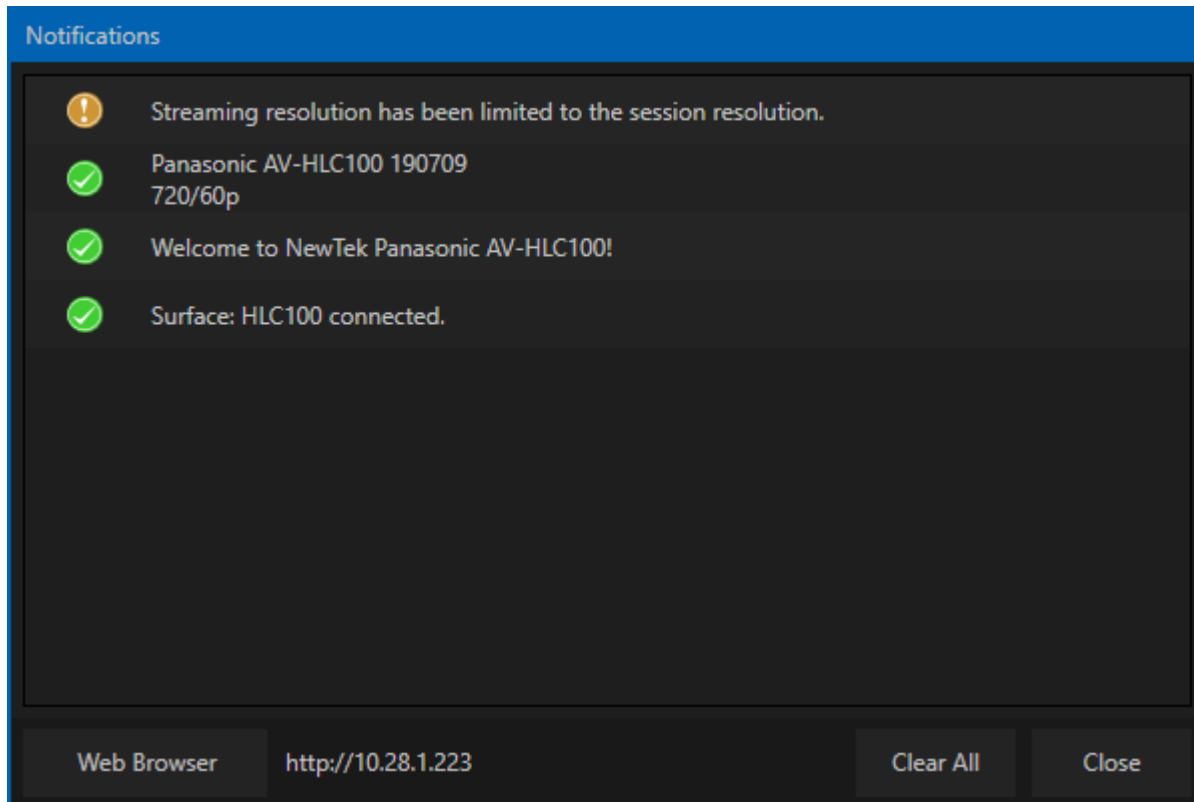 Notifications
Streaming resolution has been limited to the session resolution.
Panasonic AV-HLC100 190709
720/60p
Welcome to NewTek Panasonic AV-HLC100!
Surface: HLC100 connected.
Web Browser http://10.28.1.223 Clear All Close